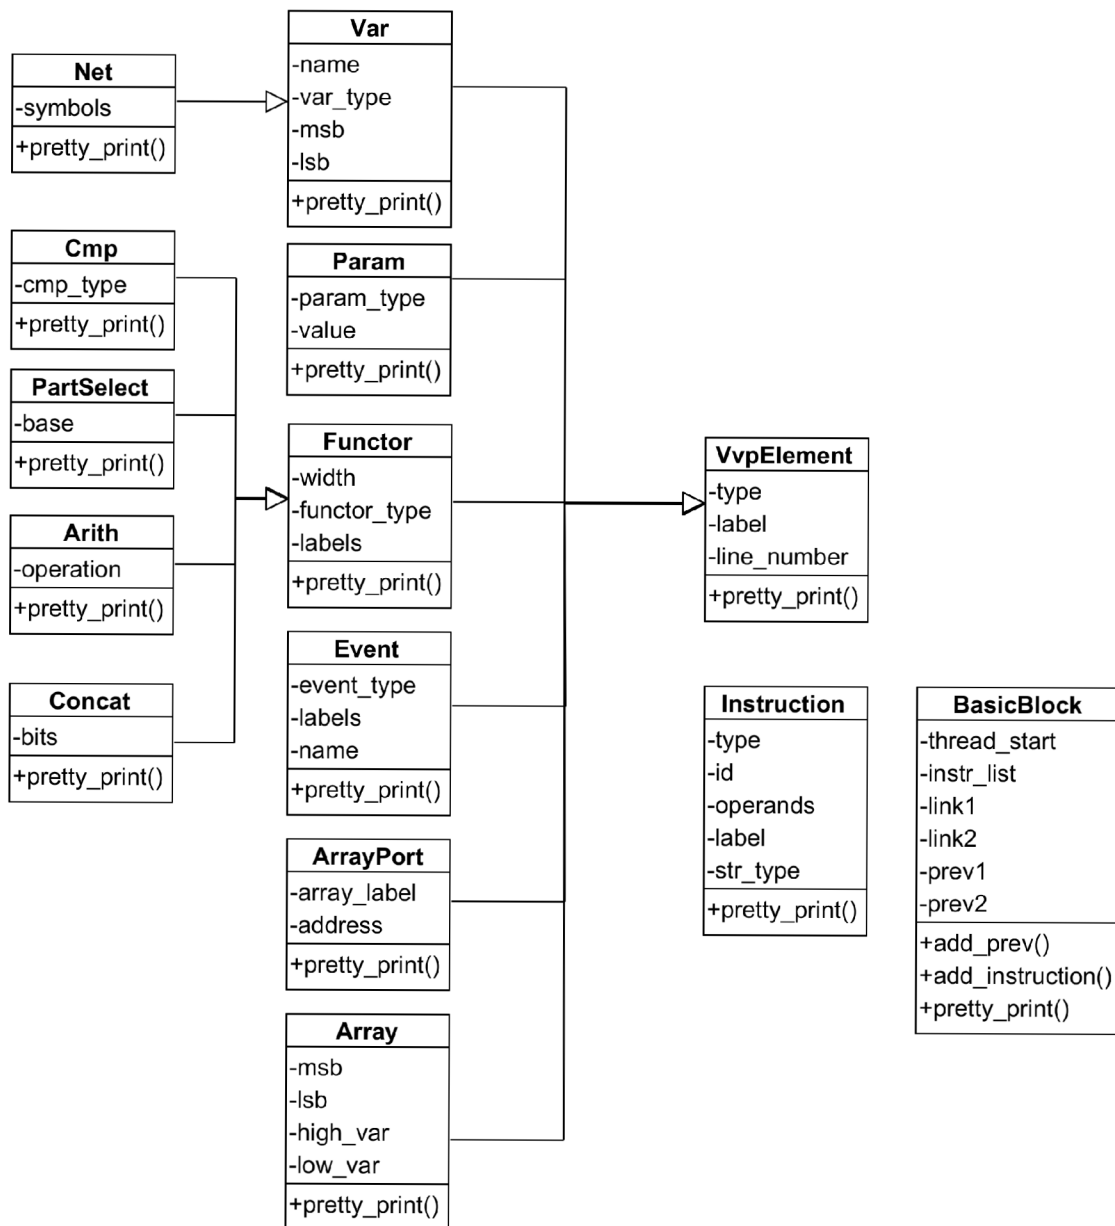 Net
-symbols
+pretty_print()
Cmp
-cmp_type
+pretty_print()
PartSelect
-base
+pretty_print()
Arith
-operation
+pretty_print()
Concat
-bits
+pretty_print()
Var
-name
-var_type
-msb
-lsb
+pretty_print()
Param
-param_type
-value
+pretty_print()
Functor
-width
-functor_type
-labels
+pretty_print()
Event
-event_type
-labels
-name
+pretty_print()
ArrayPort
-array_label
-address
+pretty_print()
Array
-msb
-lsb
-high_var
-low_var
+pretty_print()
VvpElement
-type
-label
-line_number
+pretty_print()
Instruction
-type
-id
-operands
-label
-str_type
+pretty_print()
BasicBlock
-thread_start
-instr_list
-link1
-link2
-prev1
-prev2
+add_prev()
+add_instruction()
+pretty_print()